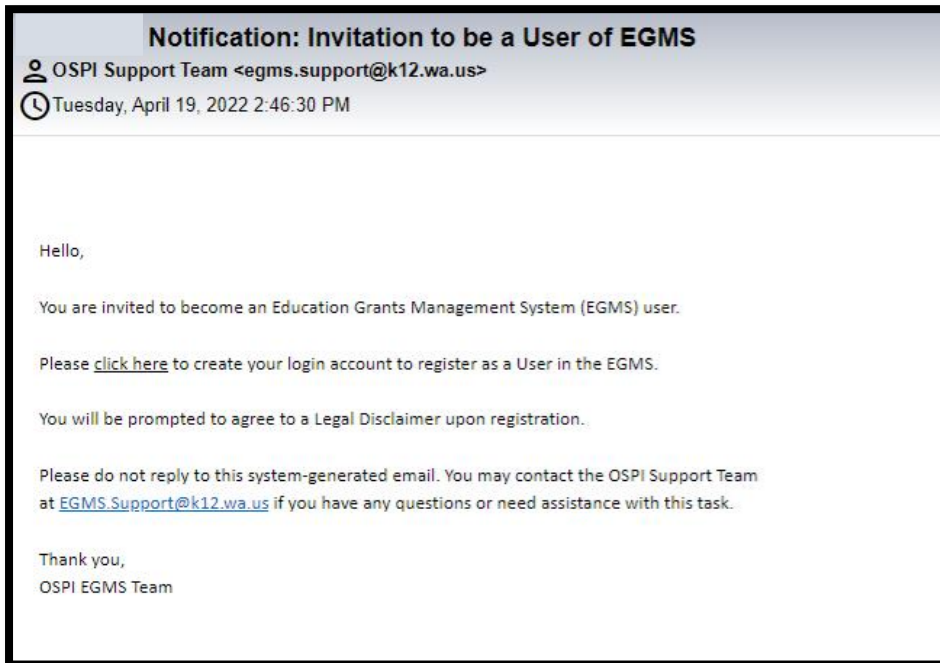 Notification: Invitation to be a User of EGMS
OSPI Support Team <egms.support@k12.wa.us>
Tuesday, April 19, 2022 2:46:30 PM
Hello,
You are invited to become an Education Grants Management System (EGMS) user.
Please click here to create your login account to register as a User in the EGMS.
You will be prompted to agree to a Legal Disclaimer upon registration.
Please do not reply to this system-generated email. You may contact the OSPI Support Team
at EGMS.Support@k12.wa.us if you have any questions or need assistance with this task.
Thank you,
OSPI EGMS Team